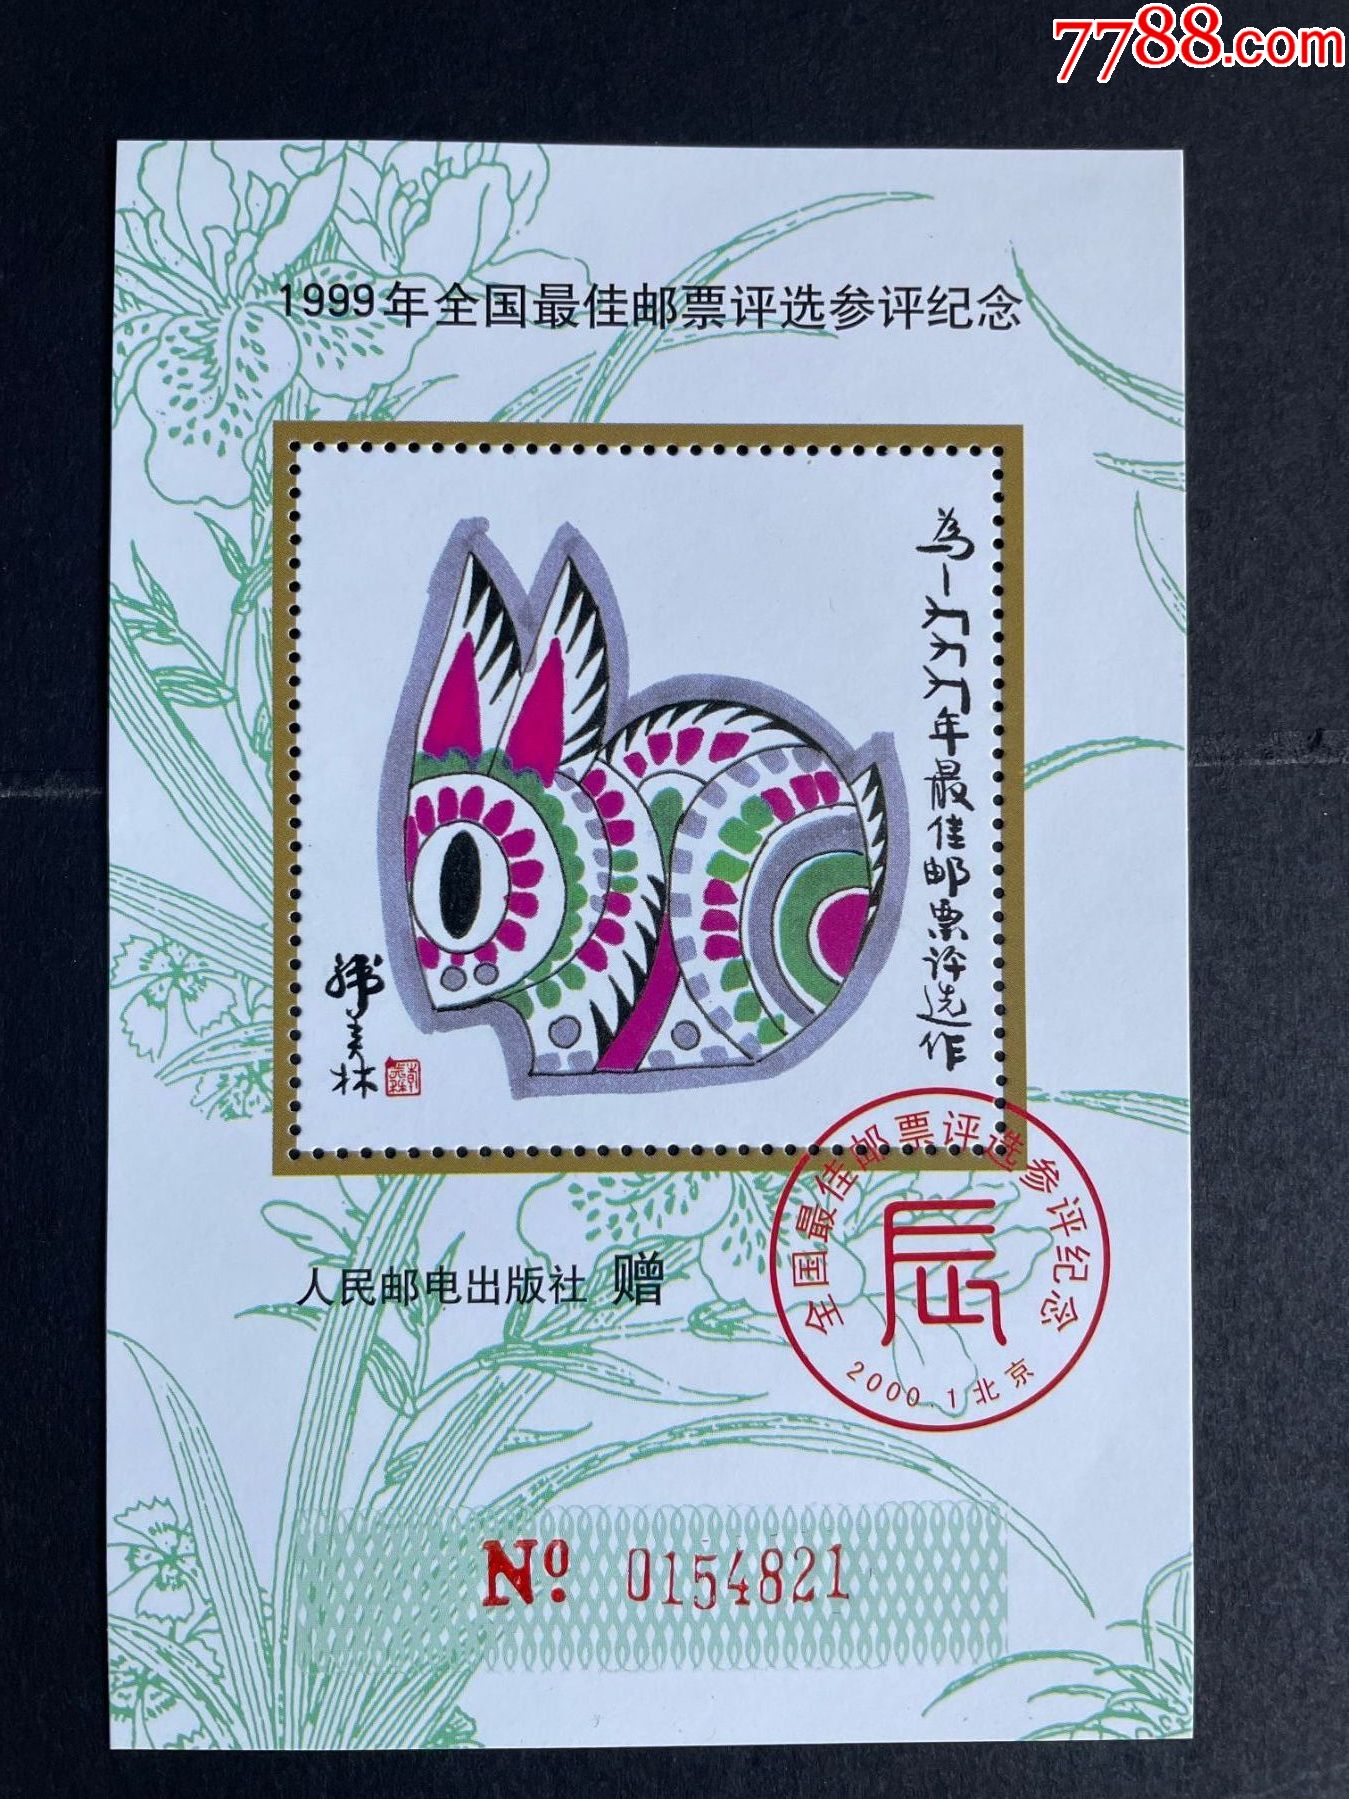 7788.com
1999年全国最佳邮票评选参评纪念
為一九九九年最佳邮票评选作
韩美林
人民邮电出版社 赠
全国最佳邮票评选参评纪念
辰
2000.1北京
Nº 0154821